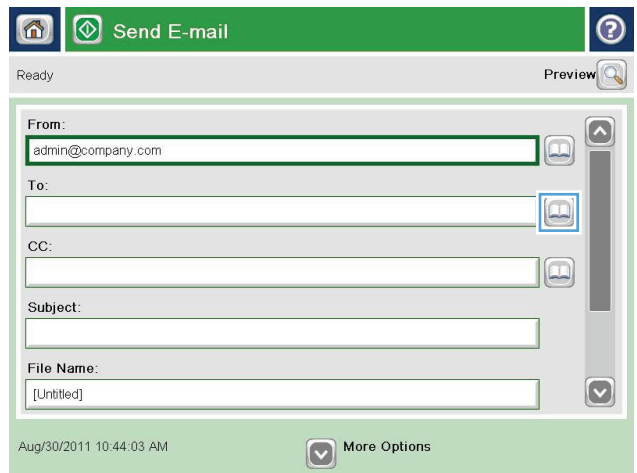 Send E-mail
?
Ready
Preview
From:
admin@company.com
To:
CC:
Subject:
File Name:
[Untitled]
Aug/30/2011 10:44:03 AM
More Options